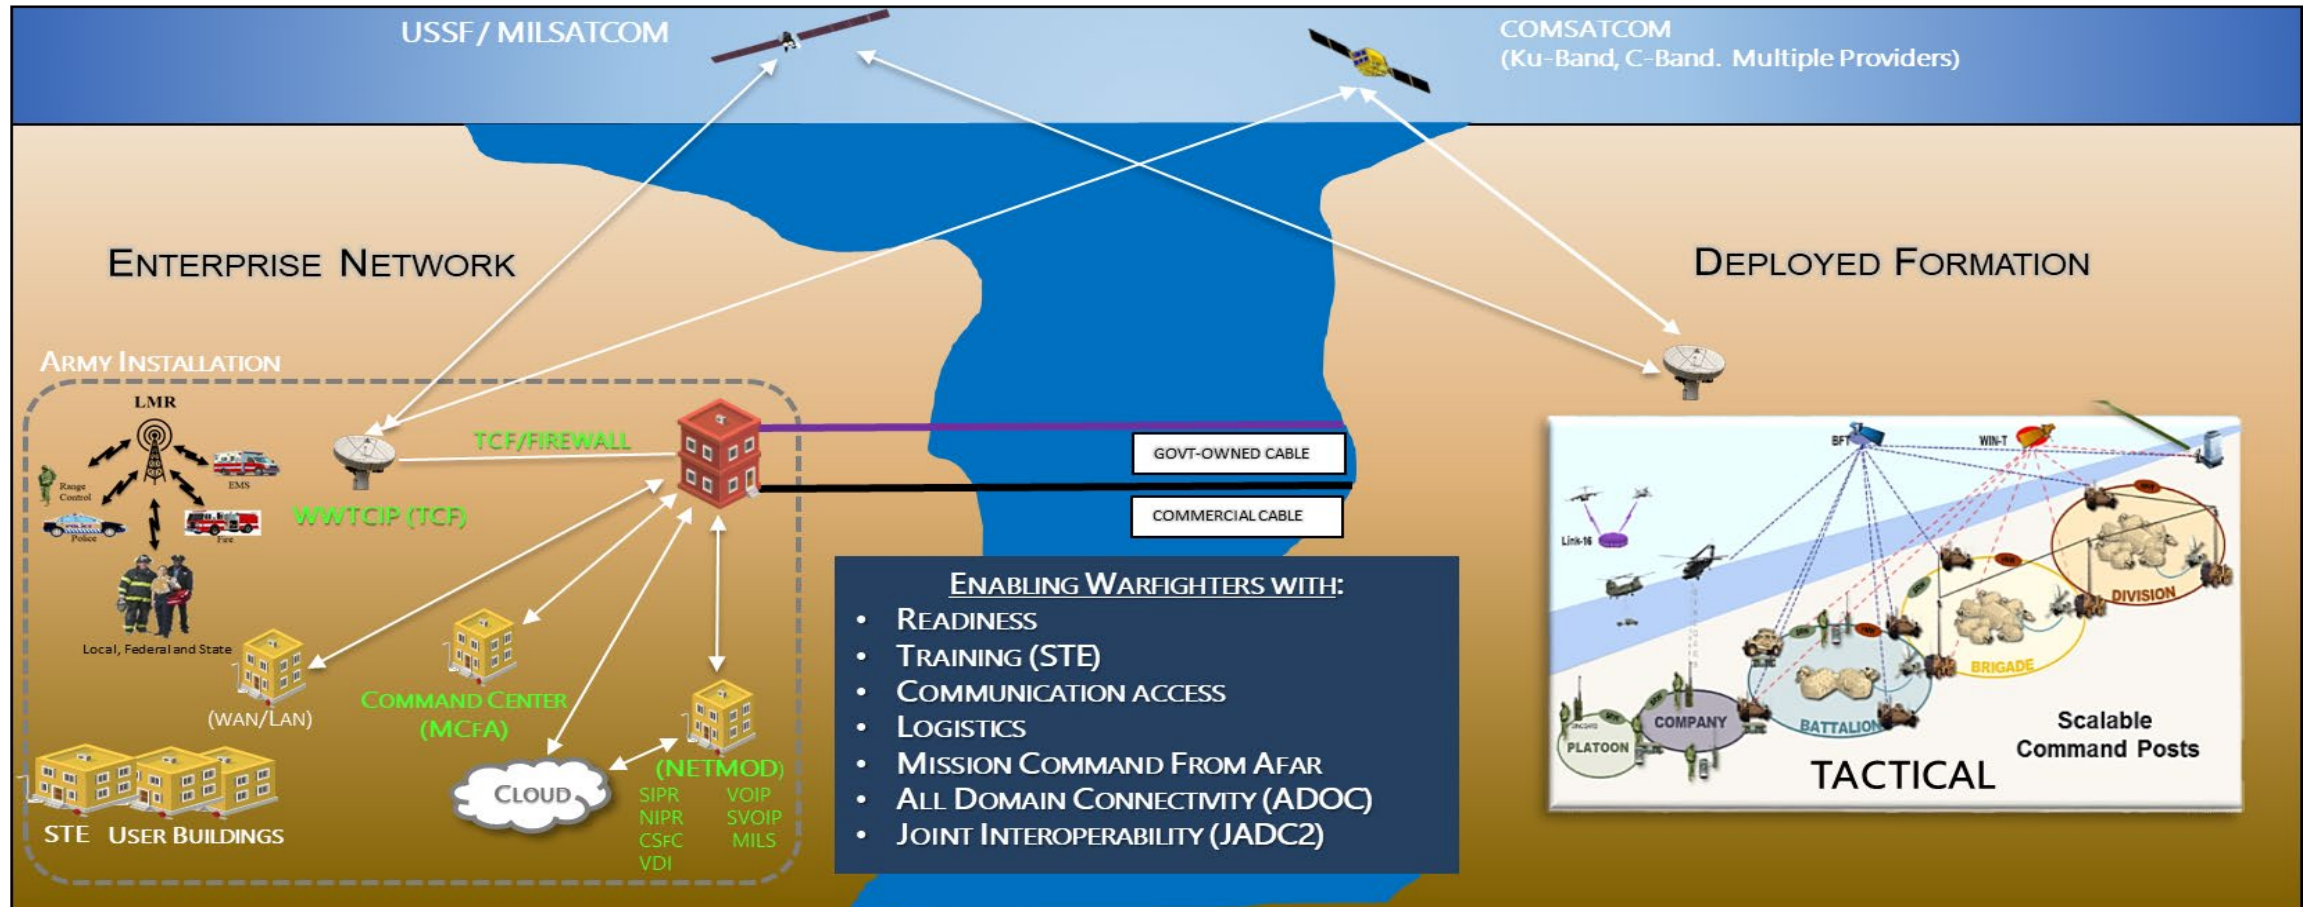 USSF/ MILSATCOM
COMSATCOM
(Ku-Band, C-Band. Multiple Providers)
ENTERPRISE NETWORK
DEPLOYED FORMATION
ARMY INSTALLATION
LMR
Range
Control
EMS
Police
Fire
Local, Federal and State
TCF/FIREWALL
WWTCIP (TCF)
(WAN/LAN)
COMMAND CENTER
(MCFA)
STE
USER BUILDINGS
CLOUD
(NETMOD)
SIPR VOIP
NIPR SVOIP
CSFC MILS
VDI
GOVT-OWNED CABLE
COMMERCIAL CABLE
ENABLING WARFIGHTERS WITH:
• READINESS
• TRAINING (STE)
• COMMUNICATION ACCESS
• LOGISTICS
• MISSION COMMAND FROM AFAR
• ALL DOMAIN CONNECTIVITY (ADOC)
• JOINT INTEROPERABILITY (JADC2)
BFT
WIN-T
Link-16
DIVISION
BRIGADE
BATTALION
COMPANY
PLATOON
Scalable
Command Posts
TACTICAL